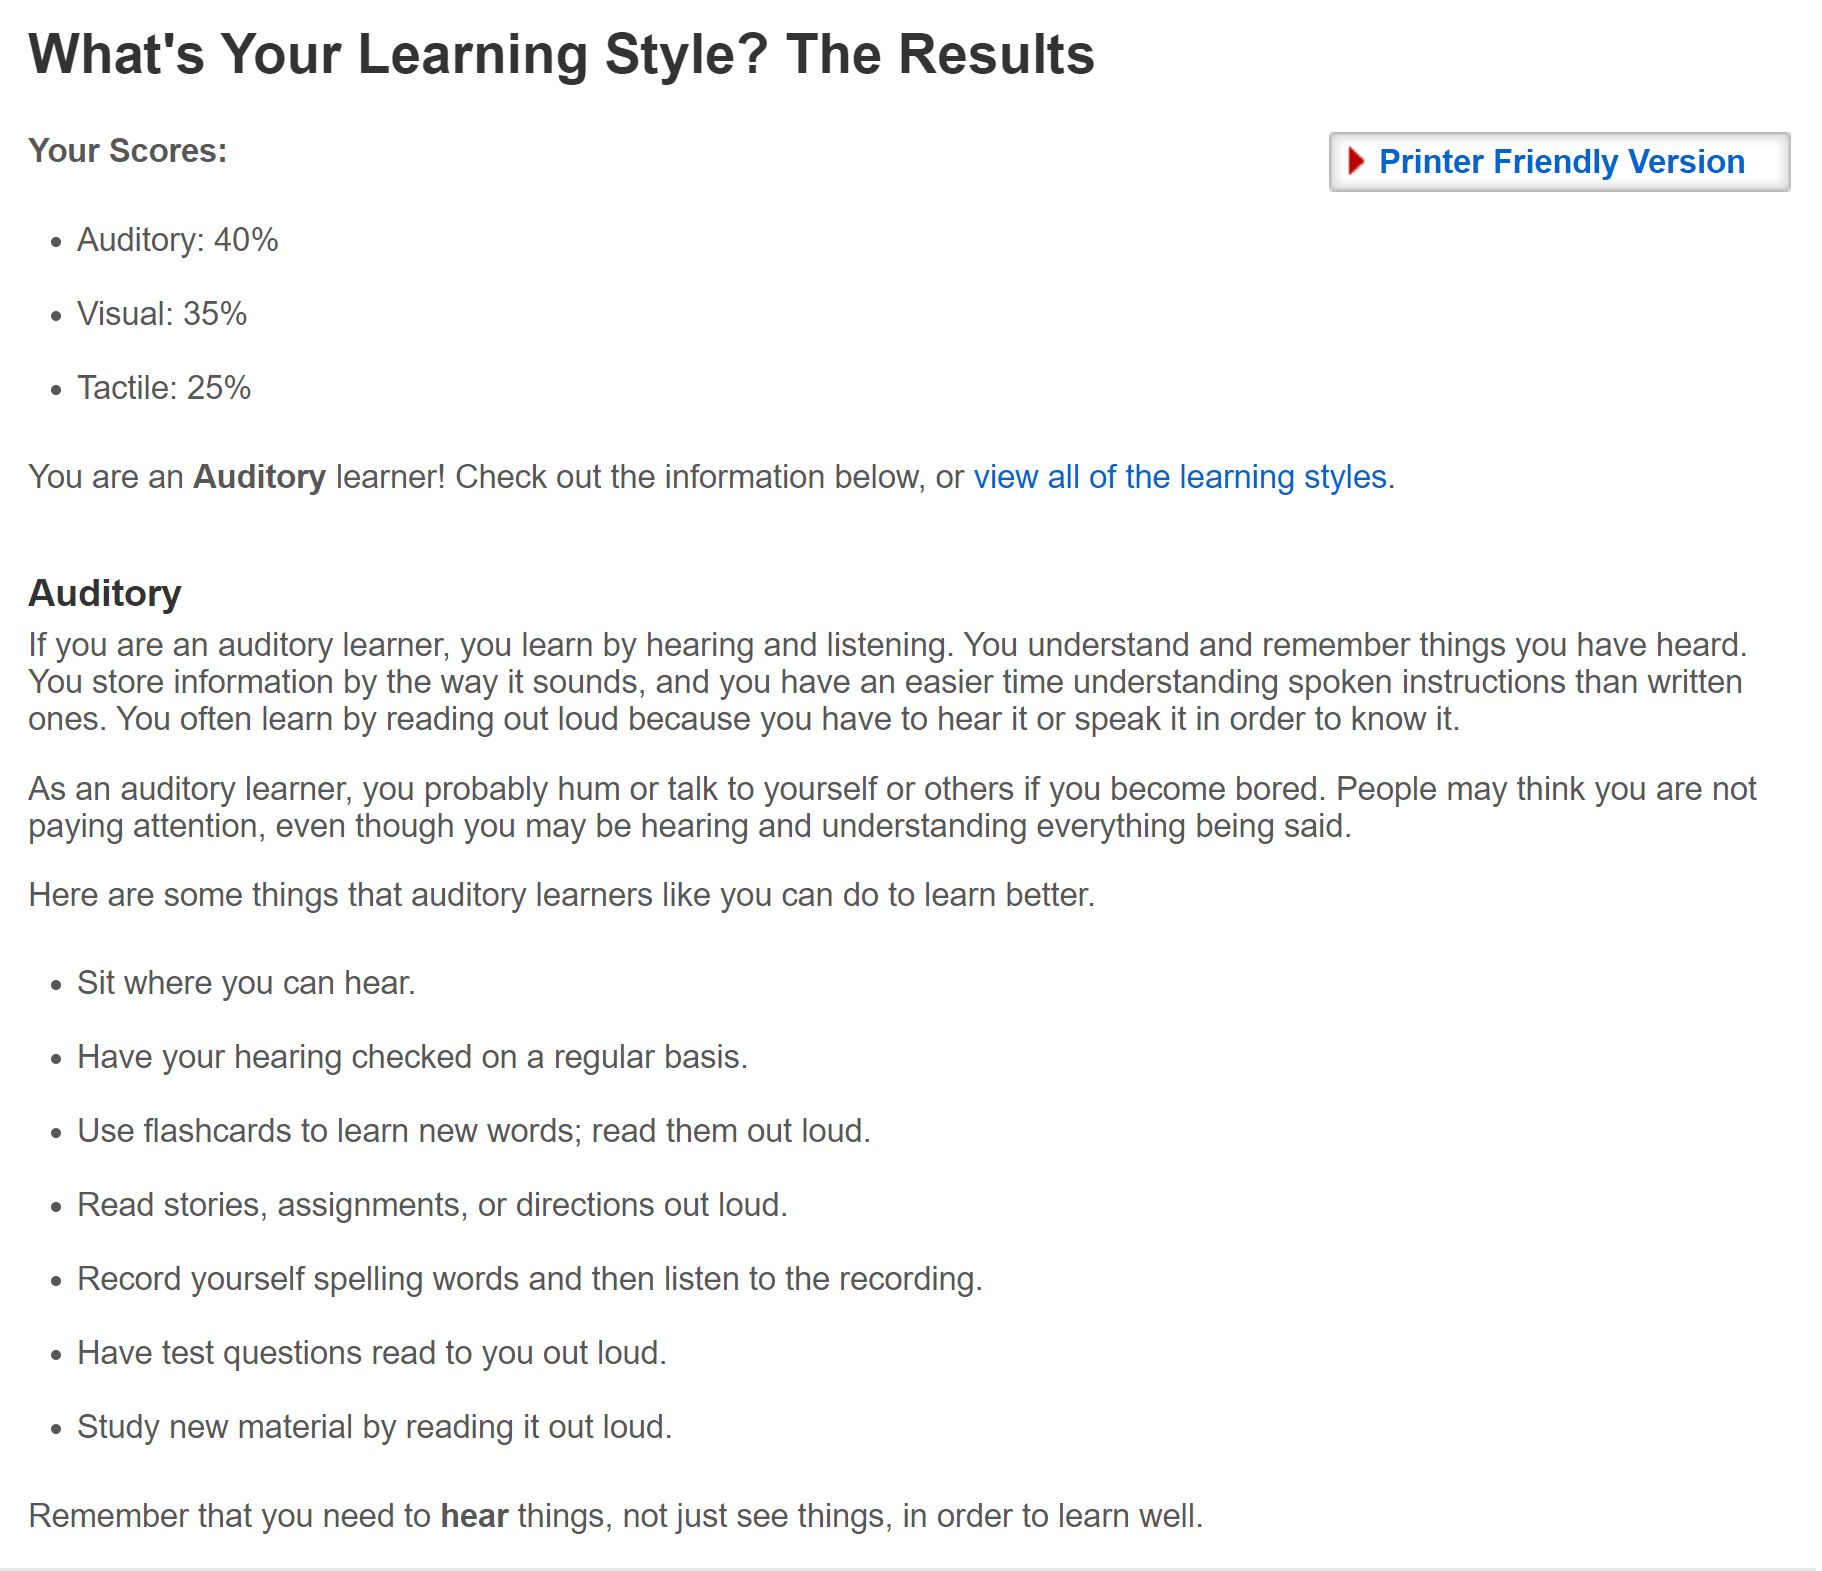 What's Your Learning Style? The Results
Your Scores:
Printer Friendly Version
Auditory: 40%
Visual: 35%
Tactile: 25%
You are an Auditory learner! Check out the information below, or view all of the learning styles.
Auditory
If you are an auditory learner, you learn by hearing and listening. You understand and remember things you have heard.
You store information by the way it sounds, and you have an easier time understanding spoken instructions than written
ones. You often learn by reading out loud because you have to hear it or speak it in order to know it.
As an auditory learner, you probably hum or talk to yourself or others if you become bored. People may think you are not
paying attention, even though you may be hearing and understanding everything being said.
Here are some things that auditory learners like you can do to learn better.
Sit where you can hear.
Have your hearing checked on a regular basis.
Use flashcards to learn new words; read them out loud.
Read stories, assignments, or directions out loud.
Record yourself spelling words and then listen to the recording.
Have test questions read to you out loud.
Study new material by reading it out loud.
Remember that you need to hear things, not just see things, in order to learn well.